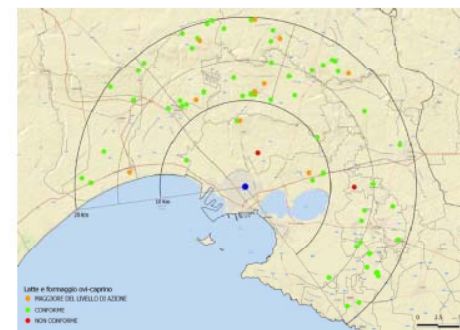 20 km
10 km
Latte e formaggio ovi-caprino
MAGGIORE DEL LIVELLO DI AZIONE
CONFORME
NON CONFORME
0 2.5